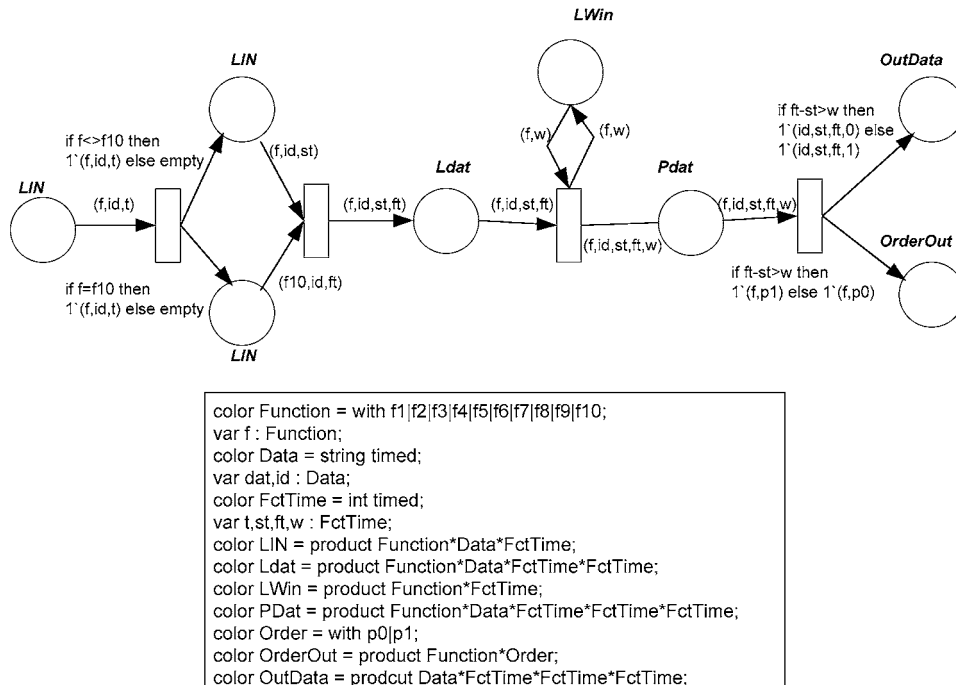 LWin
LIN
OutData
if f<>f10 then
1`(f,id,t) else empty
(f,id,st)
(f,w)
(f,w)
if ft-st>w then
1`(id,st,ft,0) else
1`(id,st,ft,1)
LIN
(f,id,t)
Ldat
(f,id,st,ft)
(f,id,st,ft)
Pdat
(f,id,st,ft,w)
(f,id,st,ft,w)
OrderOut
if f=f10 then
1`(f,id,t) else empty
(f10,id,ft)
if ft-st>w then
1`(f,p1) else 1`(f,p0)
LIN
color Function = with f1|f2|f3|f4|f5|f6|f7|f8|f9|f10;
var f : Function;
color Data = string timed;
var dat,id : Data;
color FctTime = int timed;
var t,st,ft,w : FctTime;
color LIN = product Function*Data*FctTime;
color Ldat = product Function*Data*FctTime*FctTime;
color LWin = product Function*FctTime;
color PDat = product Function*Data*FctTime*FctTime*FctTime;
color Order = with p0|p1;
color OrderOut = product Function*Order;
color OutData = prodcut Data*FctTime*FctTime*FctTime;